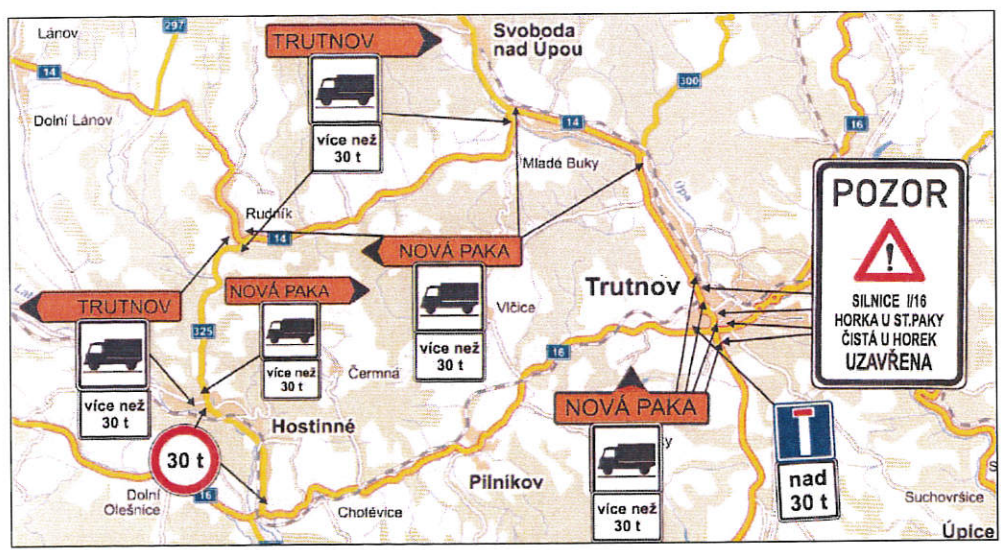 Lánov
297
TRUTNOV
Svoboda
nad Úpou
300
14
16
14
Dolní Lánov
více než
30 t
Mladé Buky
Úpa
POZOR
!
SILNICE I/16
HORKA U ST.PAKY
ČISTÁ U HOREK
UZAVŘENA
Rudník
14
NOVÁ PAKA
více než
30 t
Trutnov
TRUTNOV
více než
30 t
NOVÁ PAKA
více než
30 t
325
Vlčice
16
Čermná
NOVÁ PAKA
více než
30 t
Hostinné
30 t
nad
30 t
Pilníkov
Dolní
Olešnice
16
Chotěvice
Suchovršice
Úpice